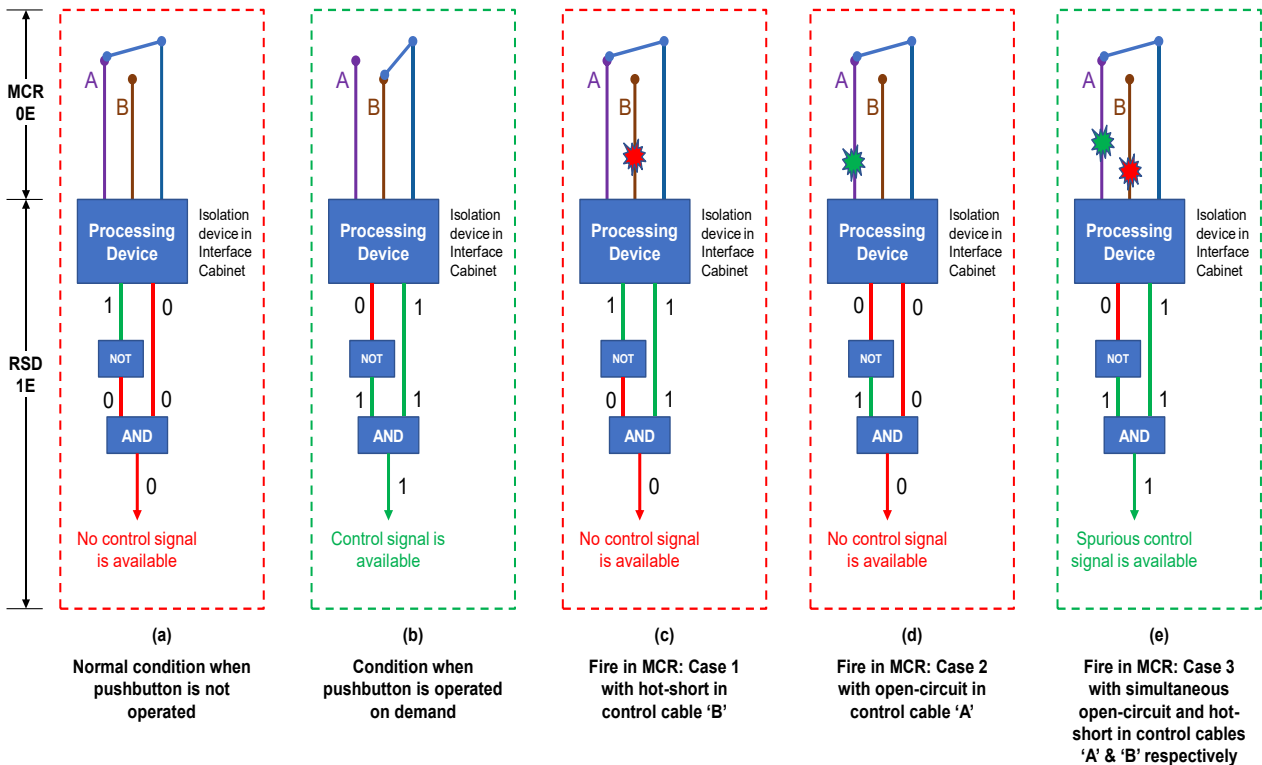 MCR
0E
RSD
1E
A
B
Processing
Device
Isolation
device in
Interface
Cabinet
1
0
NOT
0
0
AND
0
No control signal
is available
(a)
Normal condition when
pushbutton is not
operated
A
B
Processing
Device
Isolation
device in
Interface
Cabinet
0
1
NOT
1
1
AND
1
Control signal is
available
(b)
Condition when
pushbutton is operated
on demand
A
B
Processing
Device
Isolation
device in
Interface
Cabinet
1
1
NOT
0
1
AND
0
No control signal
is available
(c)
Fire in MCR: Case 1
with hot-short in
control cable ‘B’
A
B
Processing
Device
Isolation
device in
Interface
Cabinet
0
0
NOT
1
0
AND
0
No control signal
is available
(d)
Fire in MCR: Case 2
with open-circuit in
control cable ‘A’
A
B
Processing
Device
Isolation
device in
Interface
Cabinet
0
1
NOT
1
1
AND
1
Spurious control
signal is available
(e)
Fire in MCR: Case 3
with simultaneous
open-circuit and hot-
short in control cables
‘A’ & ‘B’ respectively